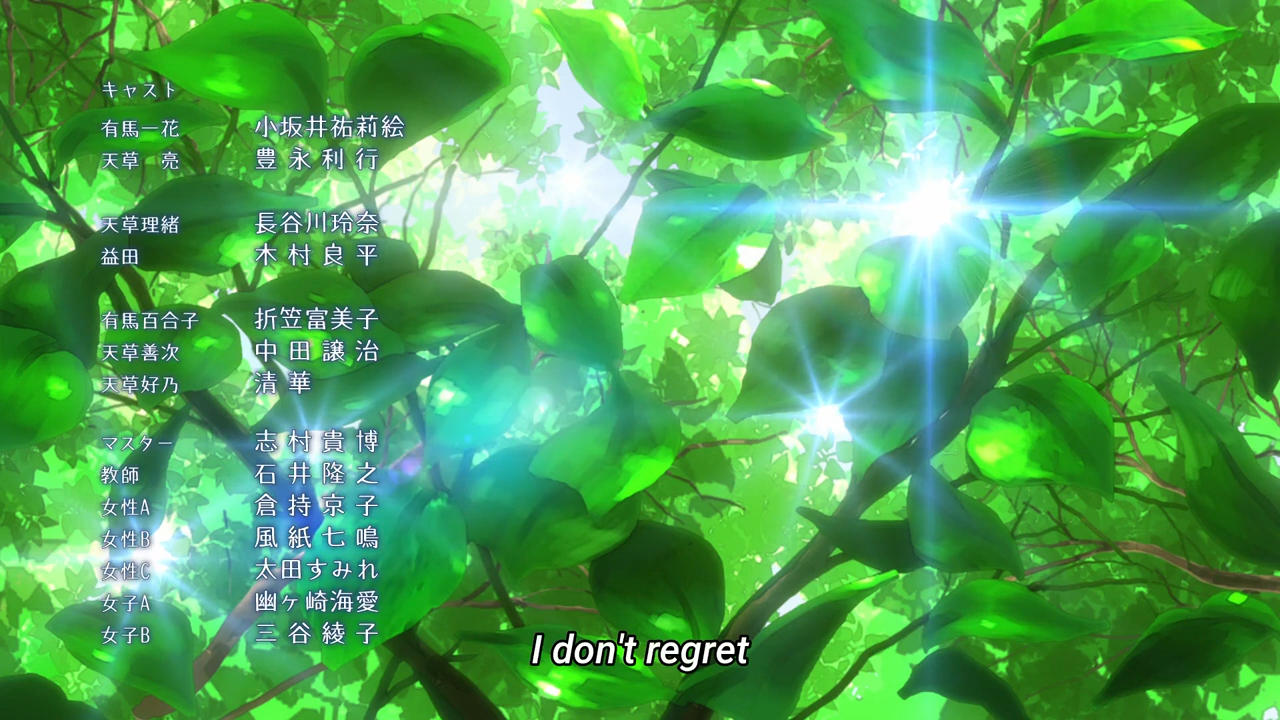 キャスト
有馬一花 小坂井祐莉絵
天草 亮 豊永利行
天草理緒 長谷川玲奈
益田 木村良平
有馬百合子 折笠富美子
天草善次 中田譲治
天草好乃 清華
マスター 志村貴博
教師 石井隆之
女性A 倉持京子
女性B 風紙七鳴
女性C 太田すみれ
女子A 幽ヶ崎海愛
女子B 三谷綾子
I don't regret